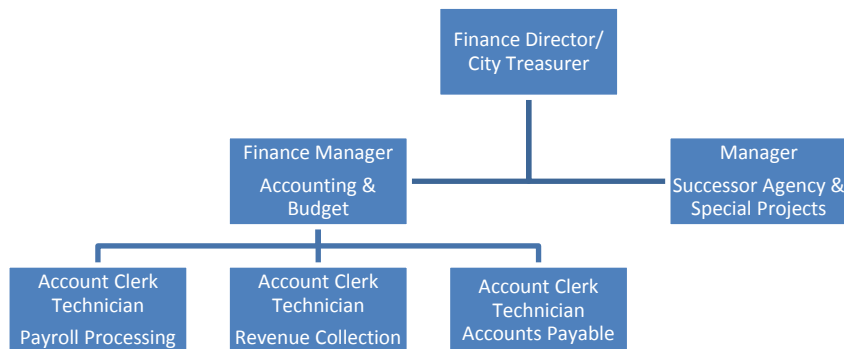 Finance Director/
City Treasurer
Finance Manager
Accounting &
Budget
Manager
Successor Agency &
Special Projects
Account Clerk
Technician
Payroll Processing
Account Clerk
Technician
Revenue Collection
Account Clerk
Technician
Accounts Payable